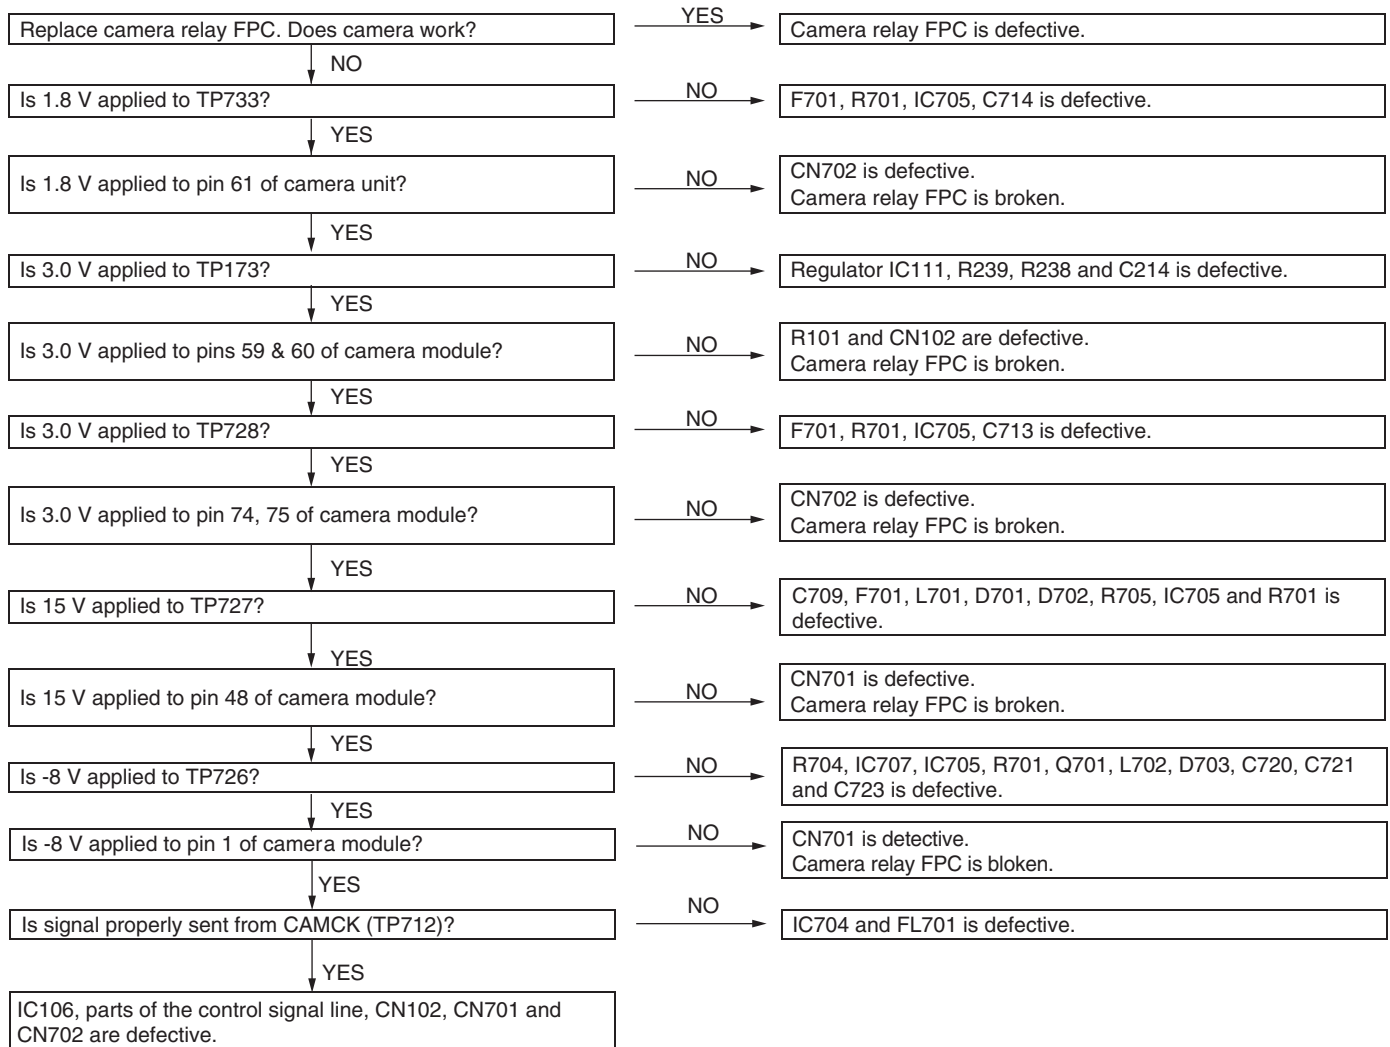 Replace camera relay FPC. Does camera work?
YES
Camera relay FPC is defective.
NO
Is 1.8 V applied to TP733?
NO
F701, R701, IC705, C714 is defective.
YES
Is 1.8 V applied to pin 61 of camera unit?
NO
CN702 is defective.
Camera relay FPC is broken.
YES
Is 3.0 V applied to TP173?
NO
Regulator IC111, R239, R238 and C214 is defective.
YES
Is 3.0 V applied to pins 59 & 60 of camera module?
NO
R101 and CN102 are defective.
Camera relay FPC is broken.
YES
Is 3.0 V applied to TP728?
NO
F701, R701, IC705, C713 is defective.
YES
Is 3.0 V applied to pin 74, 75 of camera module?
NO
CN702 is defective.
Camera relay FPC is broken.
YES
Is 15 V applied to TP727?
NO
C709, F701, L701, D701, D702, R705, IC705 and R701 is
defective.
YES
Is 15 V applied to pin 48 of camera module?
NO
CN701 is defective.
Camera relay FPC is broken.
YES
Is -8 V applied to TP726?
NO
R704, IC707, IC705, R701, Q701, L702, D703, C720, C721
and C723 is defective.
YES
Is -8 V applied to pin 1 of camera module?
NO
CN701 is detective.
Camera relay FPC is bloken.
YES
Is signal properly sent from CAMCK (TP712)?
NO
IC704 and FL701 is defective.
YES
IC106, parts of the control signal line, CN102, CN701 and
CN702 are defective.